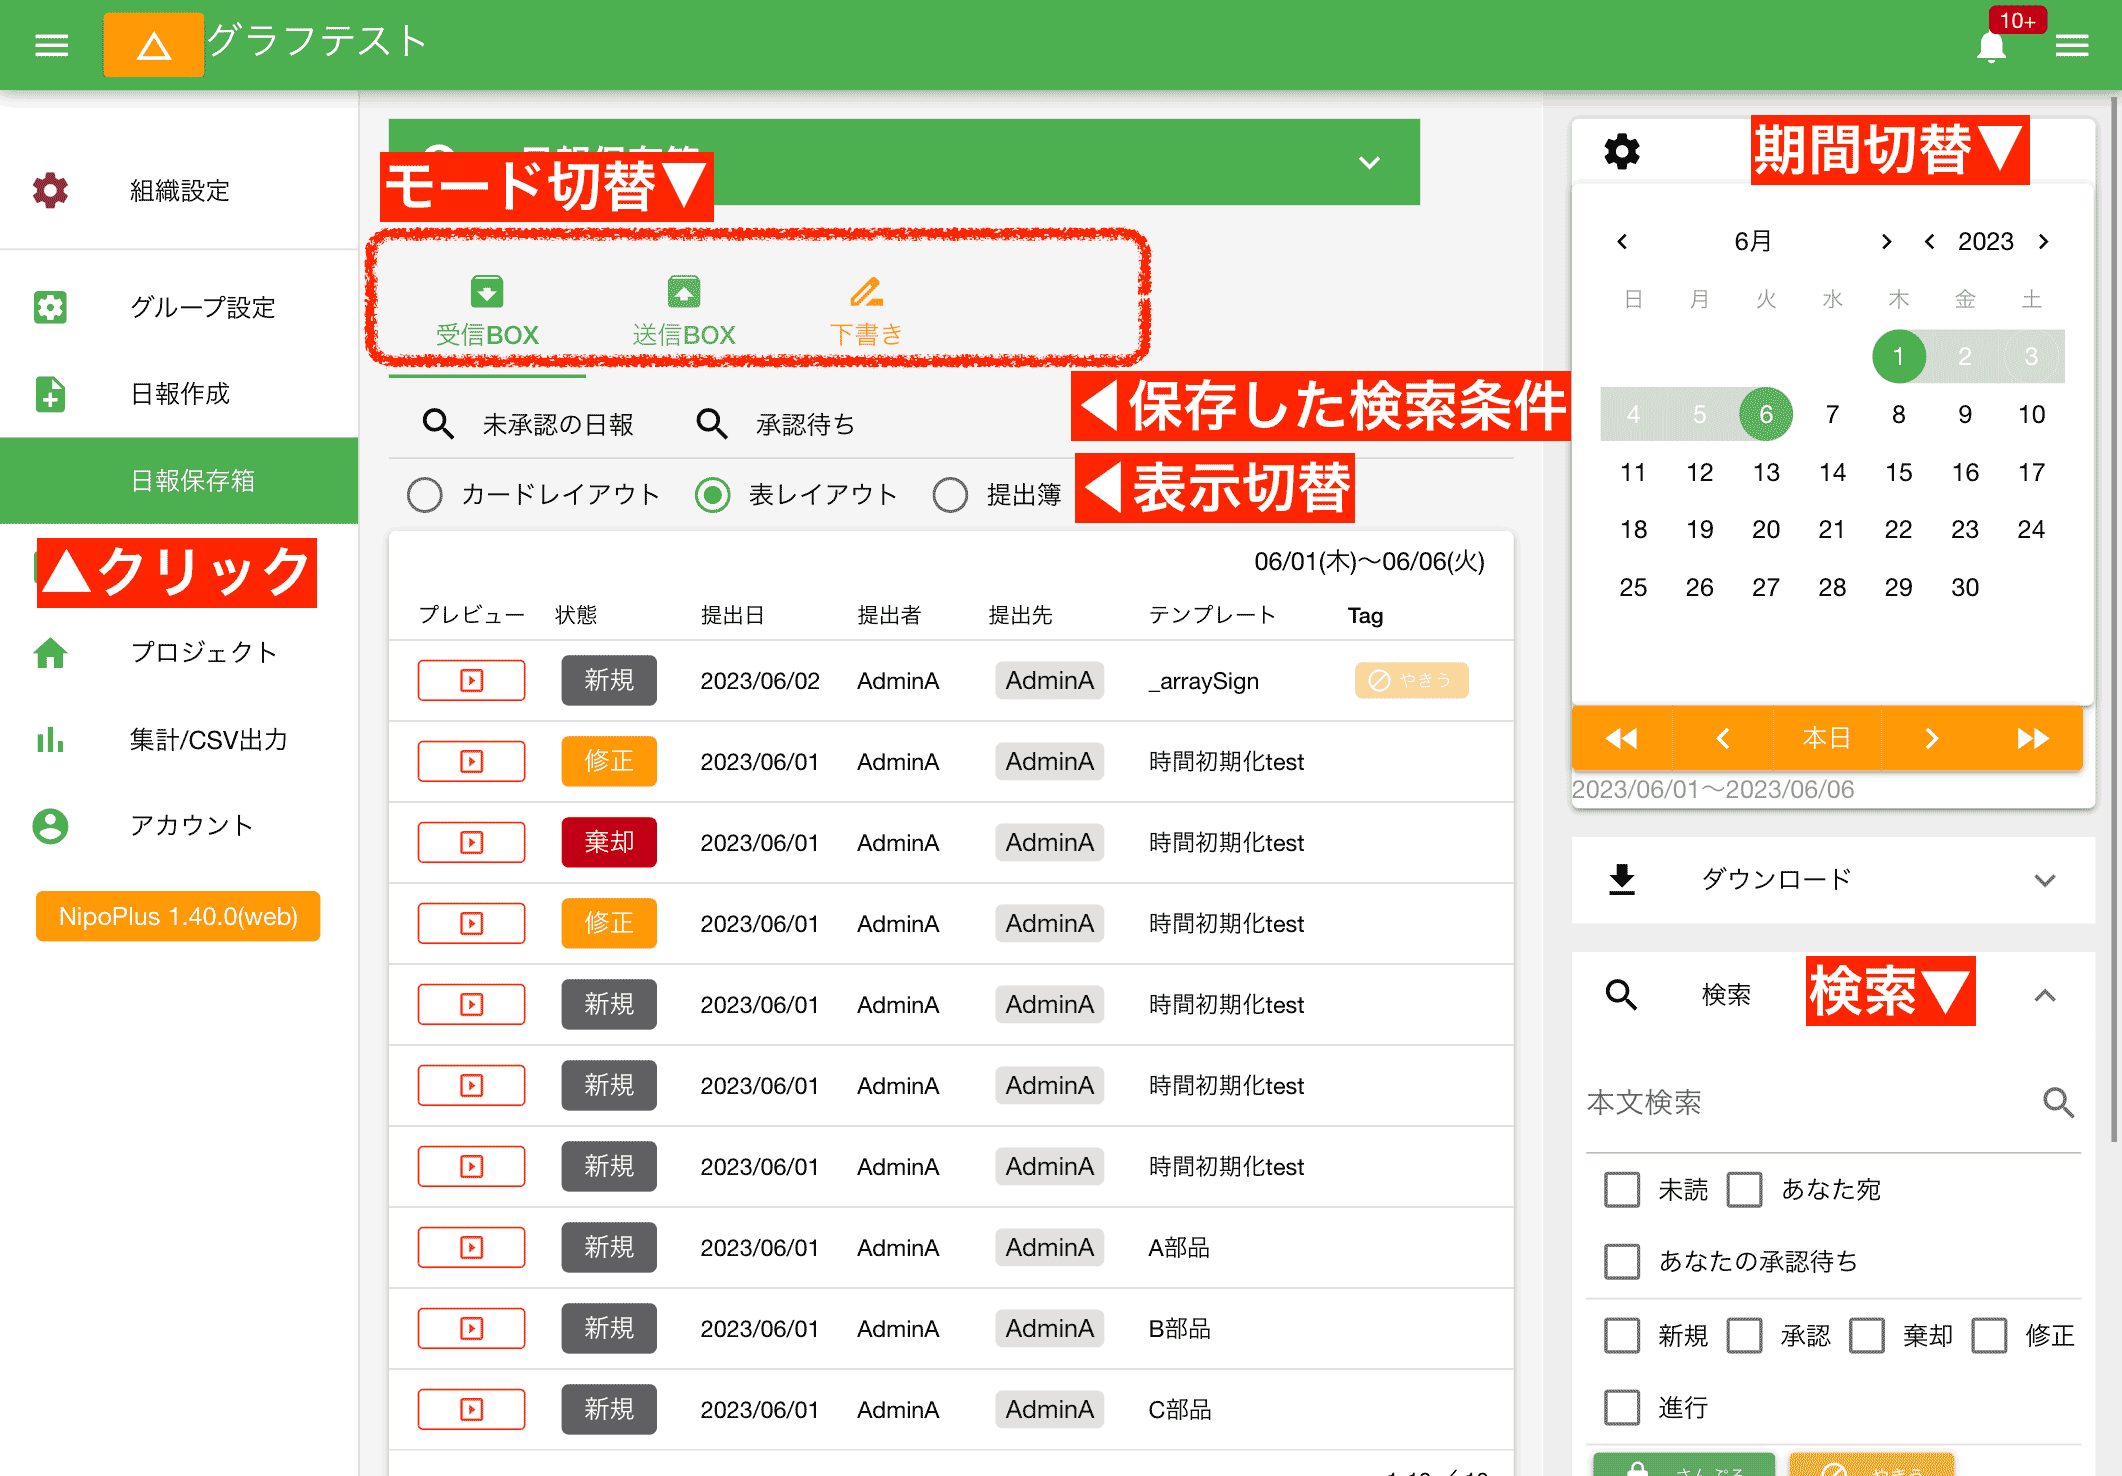 グラフテスト
10+
組織設定
グループ設定
日報作成
日報保存箱
▲クリック
プロジェクト
集計/CSV出力
アカウント
NipoPlus 1.40.0(web)
日報保存箱
モード切替▼
受信BOX
送信BOX
下書き
◀保存した検索条件
未承認の日報
承認待ち
カードレイアウト
表レイアウト
提出簿
◀表示切替
06/01(木)〜06/06(火)
プレビュー 状態 提出日 提出者 提出先 テンプレート Tag
新規 2023/06/02 AdminA AdminA _arraySign やきう
修正 2023/06/01 AdminA AdminA 時間初期化test
棄却 2023/06/01 AdminA AdminA 時間初期化test
修正 2023/06/01 AdminA AdminA 時間初期化test
新規 2023/06/01 AdminA AdminA 時間初期化test
新規 2023/06/01 AdminA AdminA 時間初期化test
新規 2023/06/01 AdminA AdminA 時間初期化test
新規 2023/06/01 AdminA AdminA A部品
新規 2023/06/01 AdminA AdminA B部品
新規 2023/06/01 AdminA AdminA C部品
期間切替▼
6月 2023
日 月 火 水 木 金 土
1 2 3
4 5 6 7 8 9 10
11 12 13 14 15 16 17
18 19 20 21 22 23 24
25 26 27 28 29 30
本日
2023/06/01〜2023/06/06
ダウンロード
検索
検索▼
本文検索
未読 あなた宛
あなたの承認待ち
新規 承認 棄却 修正
進行
さんぷる やきう